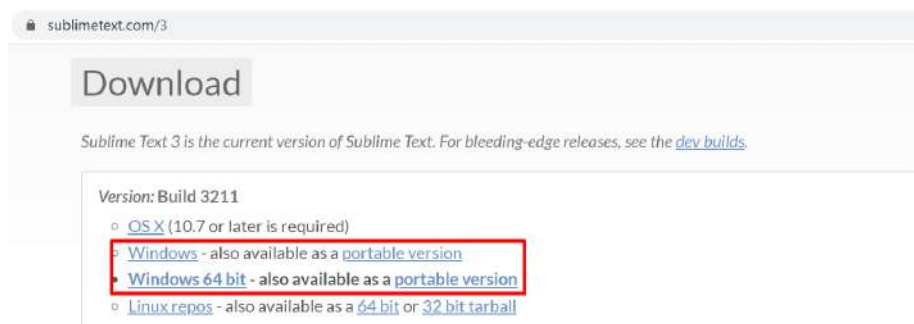 sublimetext.com/3
Download
Sublime Text 3 is the current version of Sublime Text. For bleeding-edge releases, see the dev builds.
Version: Build 3211
OS X (10.7 or later is required)
Windows - also available as a portable version
Windows 64 bit - also available as a portable version
Linux repos - also available as a 64 bit or 32 bit tarball